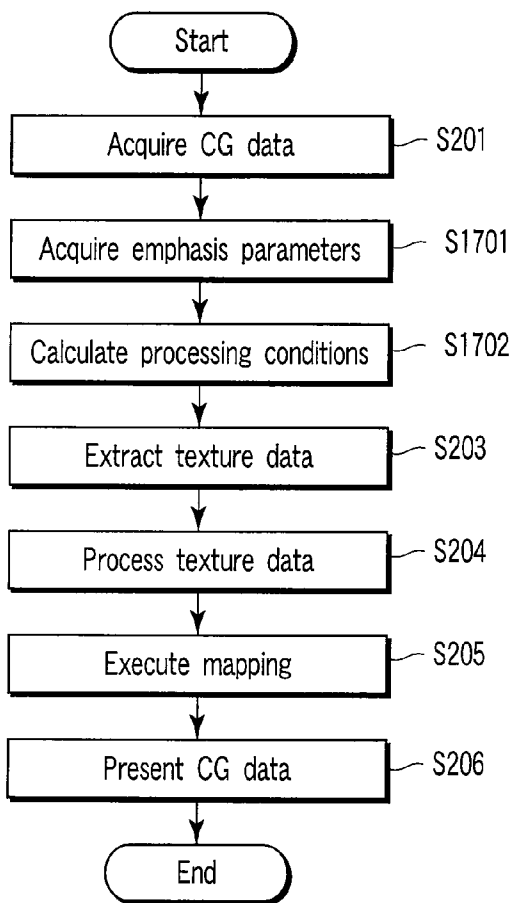 Start
Acquire CG data
S201
Acquire emphasis parameters
S1701
Calculate processing conditions
S1702
Extract texture data
S203
Process texture data
S204
Execute mapping
S205
Present CG data
S206
End